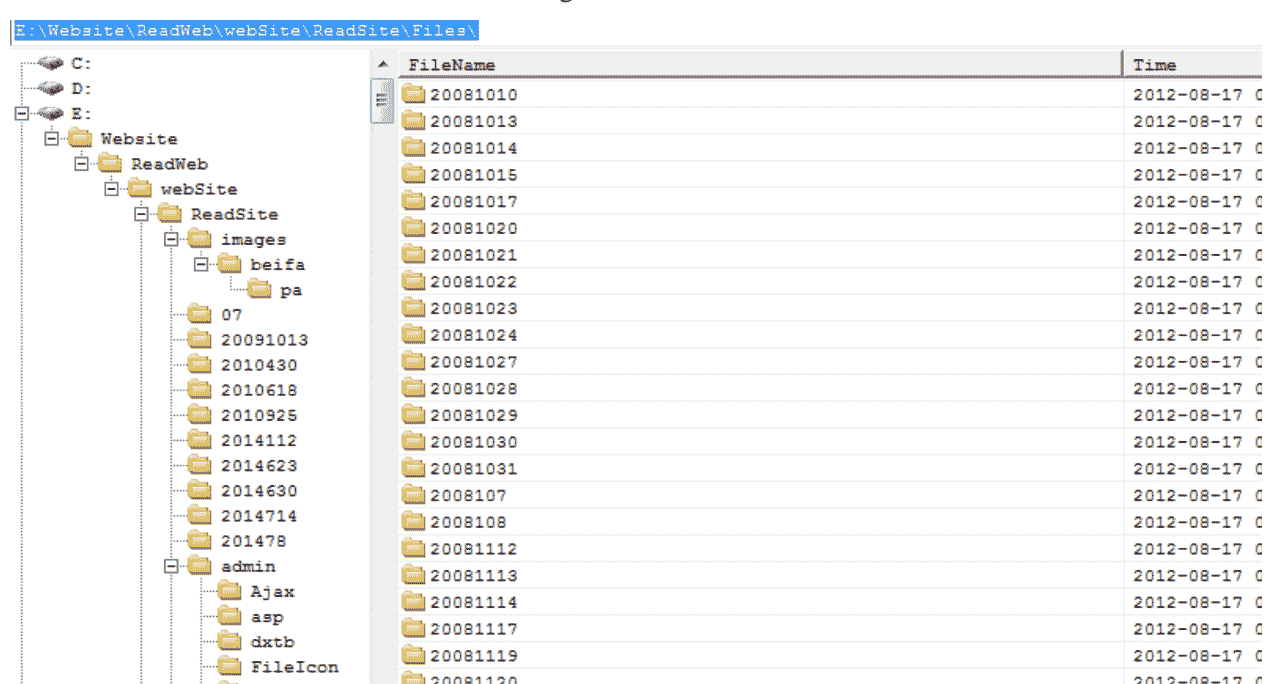 E:\Website\ReadWeb\webSite\ReadSite\Files\
C:
D:
E:
Website
ReadWeb
webSite
ReadSite
images
beifa
pa
07
20091013
2010430
2010618
2010925
2014112
2014623
2014630
2014714
201478
admin
Ajax
asp
dxtb
FileIcon
FileName Time
20081010 2012-08-17
20081013 2012-08-17
20081014 2012-08-17
20081015 2012-08-17
20081017 2012-08-17
20081020 2012-08-17
20081021 2012-08-17
20081022 2012-08-17
20081023 2012-08-17
20081024 2012-08-17
20081027 2012-08-17
20081028 2012-08-17
20081029 2012-08-17
20081030 2012-08-17
20081031 2012-08-17
2008107 2012-08-17
2008108 2012-08-17
20081112 2012-08-17
20081113 2012-08-17
20081114 2012-08-17
20081117 2012-08-17
20081119 2012-08-17
20081120 2012-08-17